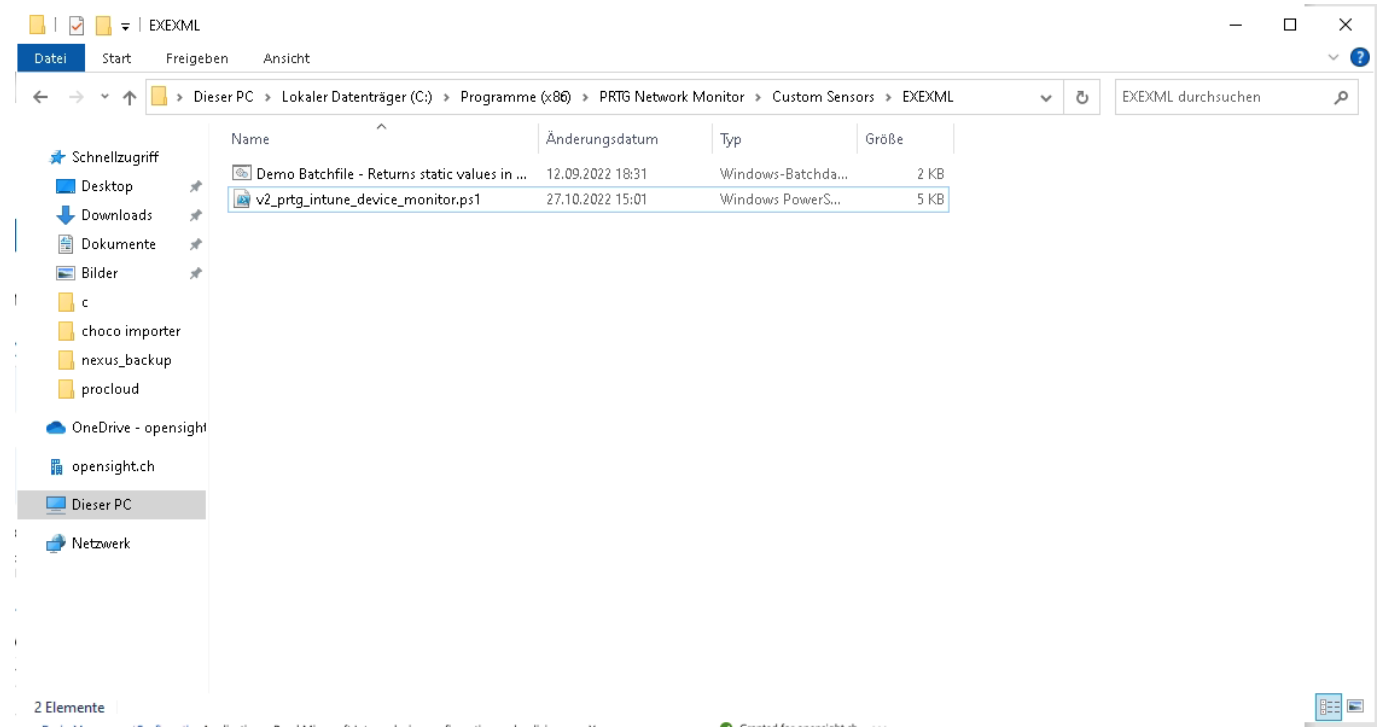 EXEXML
Datei Start Freigeben Ansicht
Dieser PC > Lokaler Datenträger (C:) > Programme (x86) > PRTG Network Monitor > Custom Sensors > EXEXML
EXEXML durchsuchen
Name Änderungsdatum Typ Größe
Demo Batchfile - Returns static values in ... 12.09.2022 18:31 Windows-Batchda... 2 KB
v2_prtg_intune_device_monitor.ps1 27.10.2022 15:01 Windows PowerS... 5 KB
Schnellzugriff
Desktop
Downloads
Dokumente
Bilder
c
choco importer
nexus_backup
procloud
OneDrive - opensight
opensight.ch
Dieser PC
Netzwerk
2 Elemente